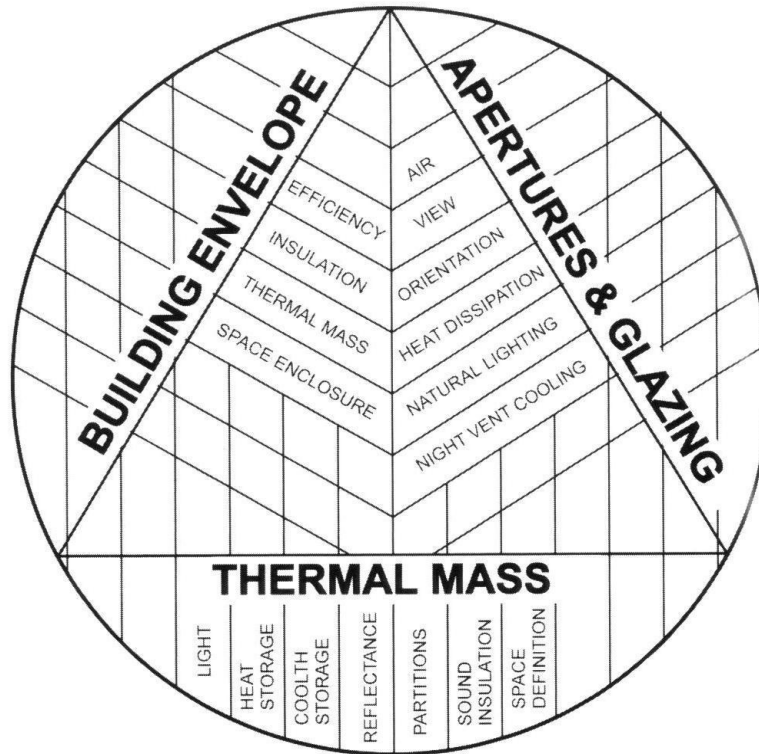 BUILDING ENVELOPE
APERTURES & GLAZING
EFFICIENCY
INSULATION
THERMAL MASS
SPACE ENCLOSURE
AIR
VIEW
ORIENTATION
HEAT DISSIPATION
NATURAL LIGHTING
NIGHT VENT COOLING
THERMAL MASS
LIGHT
HEAT
STORAGE
COOLTH
STORAGE
REFLECTANCE
PARTITIONS
SOUND
INSULATION
SPACE
DEFINITION